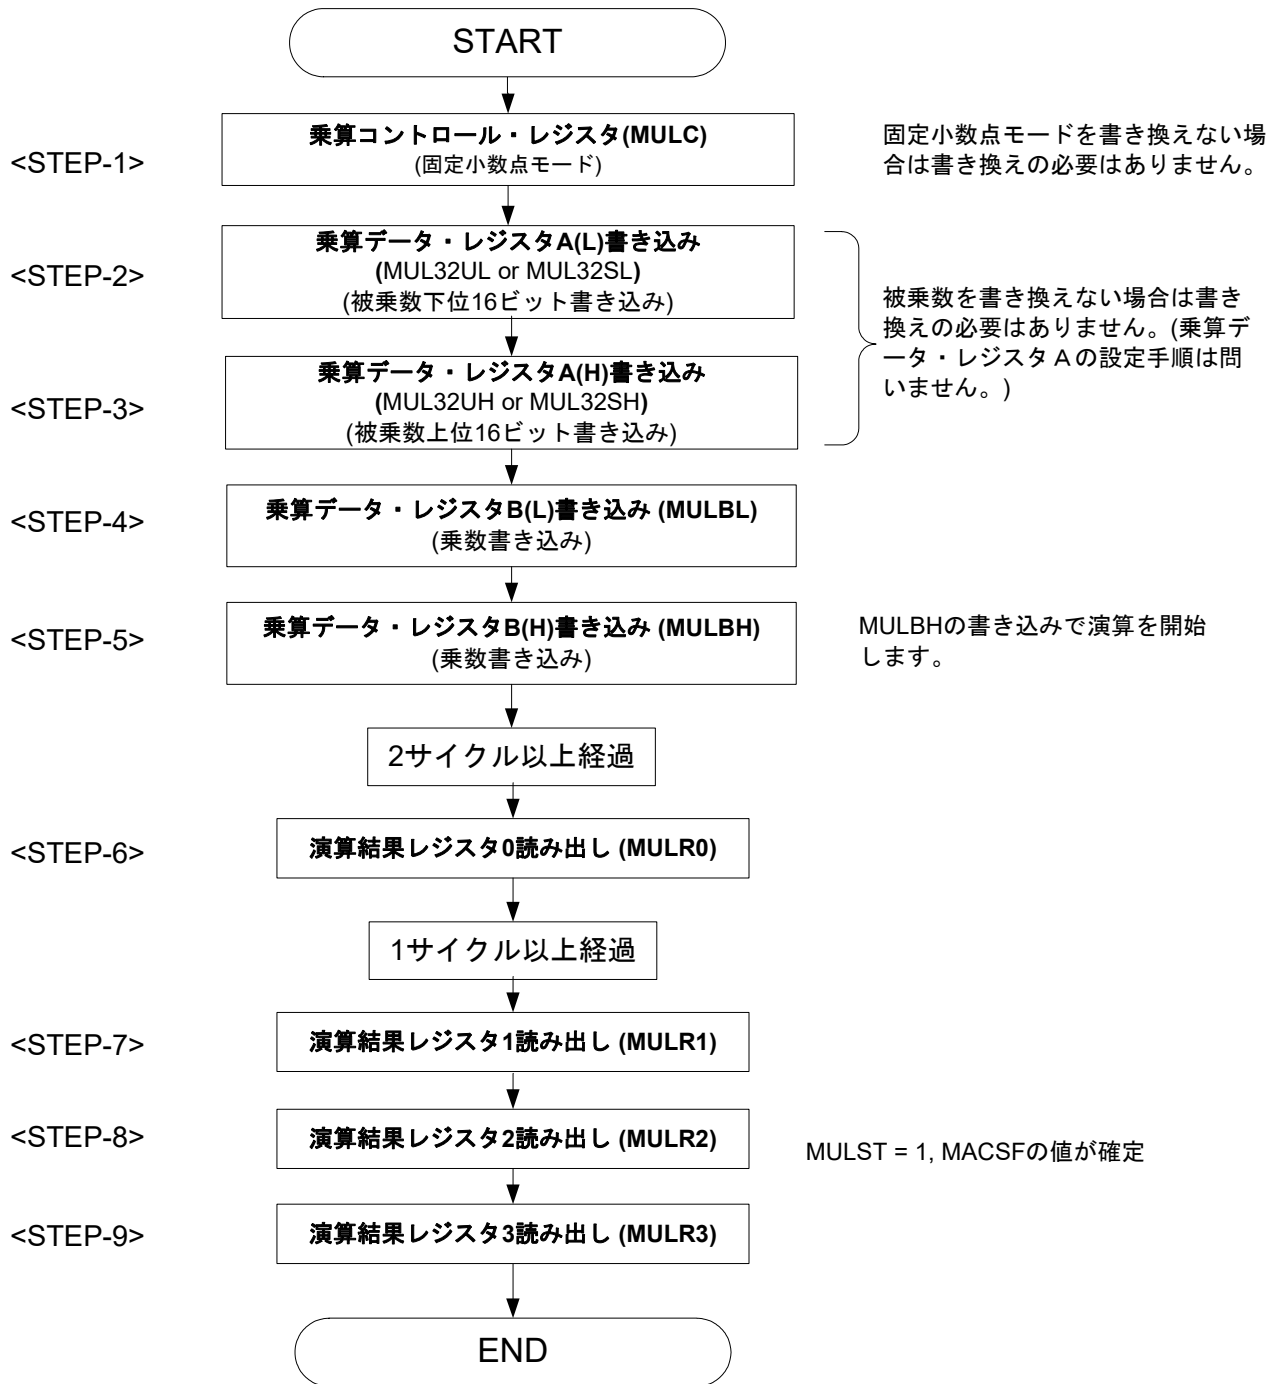 START
<STEP-1>
乗算コントロール・レジスタ(MULC)
(固定小数点モード)
固定小数点モードを書き換えない場
合は書き換えの必要はありません。
<STEP-2>
乗算データ・レジスタA(L)書き込み
(MUL32UL or MUL32SL)
(被乗数下位16ビット書き込み)
<STEP-3>
乗算データ・レジスタA(H)書き込み
(MUL32UH or MUL32SH)
(被乗数上位16ビット書き込み)
被乗数を書き換えない場合は書き
換えの必要はありません。(乗算デ
ータ・レジスタＡの設定手順は問
いません。)
<STEP-4>
乗算データ・レジスタB(L)書き込み (MULBL)
(乗数書き込み)
<STEP-5>
乗算データ・レジスタB(H)書き込み (MULBH)
(乗数書き込み)
MULBHの書き込みで演算を開始
します。
2サイクル以上経過
<STEP-6>
演算結果レジスタ0読み出し (MULR0)
1サイクル以上経過
<STEP-7>
演算結果レジスタ1読み出し (MULR1)
<STEP-8>
演算結果レジスタ2読み出し (MULR2)
MULST = 1, MACSFの値が確定
<STEP-9>
演算結果レジスタ3読み出し (MULR3)
END